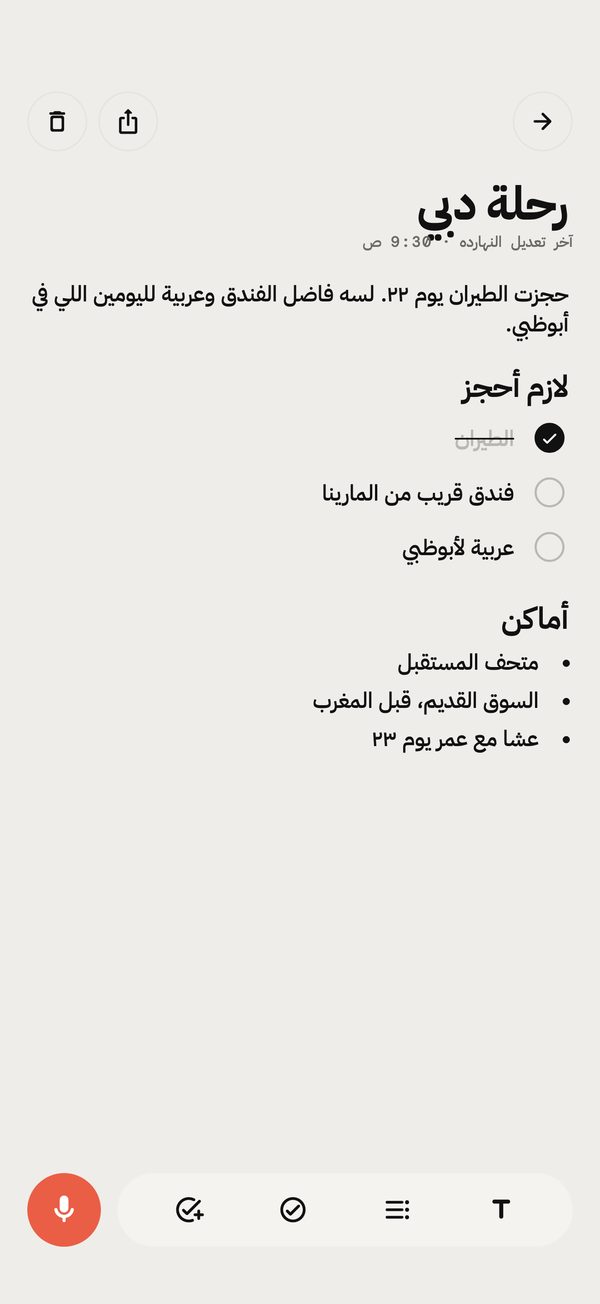 رحلة دبي
آخر تعديل النهارده · 9:30 ص
حجزت الطيران يوم ٢٢. لسه فاضل الفندق وعربية لليومين اللي في
أبوظبي.
لازم أحجز
الطيران
فندق قريب من المارينا
عربية لأبوظبي
أماكن
• متحف المستقبل
• السوق القديم، قبل المغرب
• عشا مع عمر يوم ٢٣
T